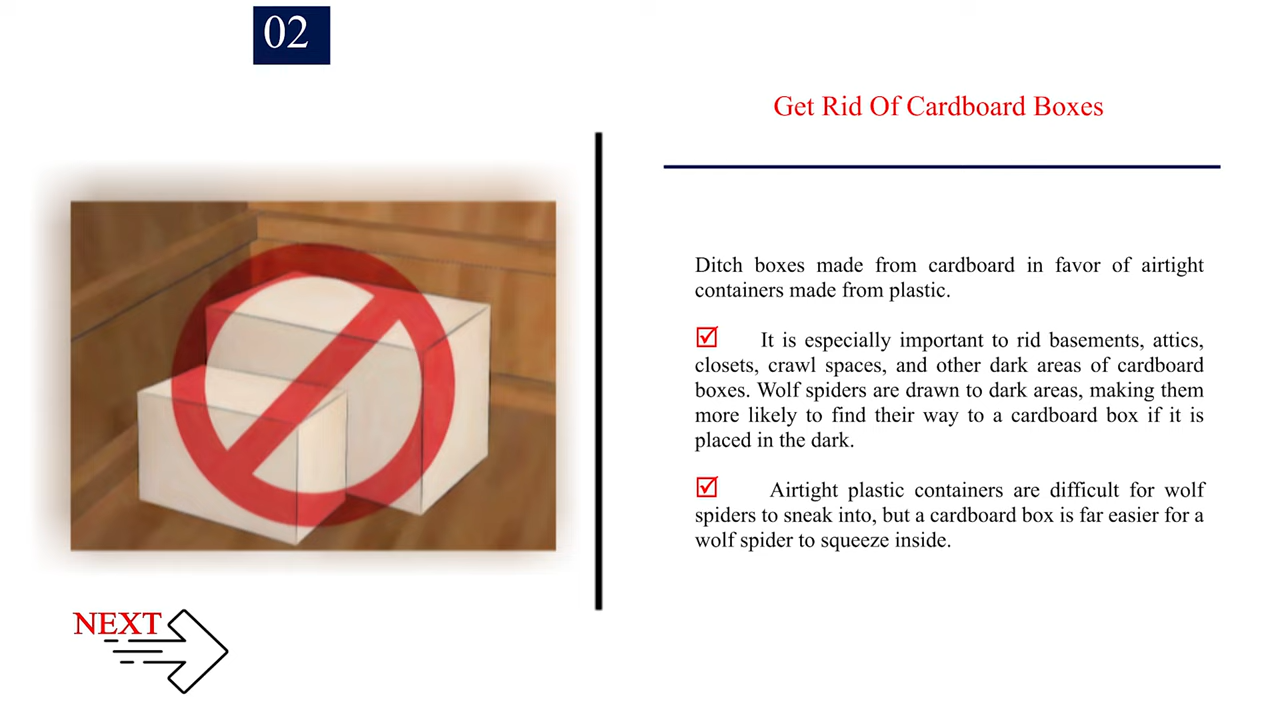 02
Get Rid Of Cardboard Boxes
Ditch boxes made from cardboard in favor of airtight
containers made from plastic.
☑ It is especially important to rid basements, attics,
closets, crawl spaces, and other dark areas of cardboard
boxes. Wolf spiders are drawn to dark areas, making them
more likely to find their way to a cardboard box if it is
placed in the dark.
☑ Airtight plastic containers are difficult for wolf
spiders to sneak into, but a cardboard box is far easier for a
wolf spider to squeeze inside.
NEXT